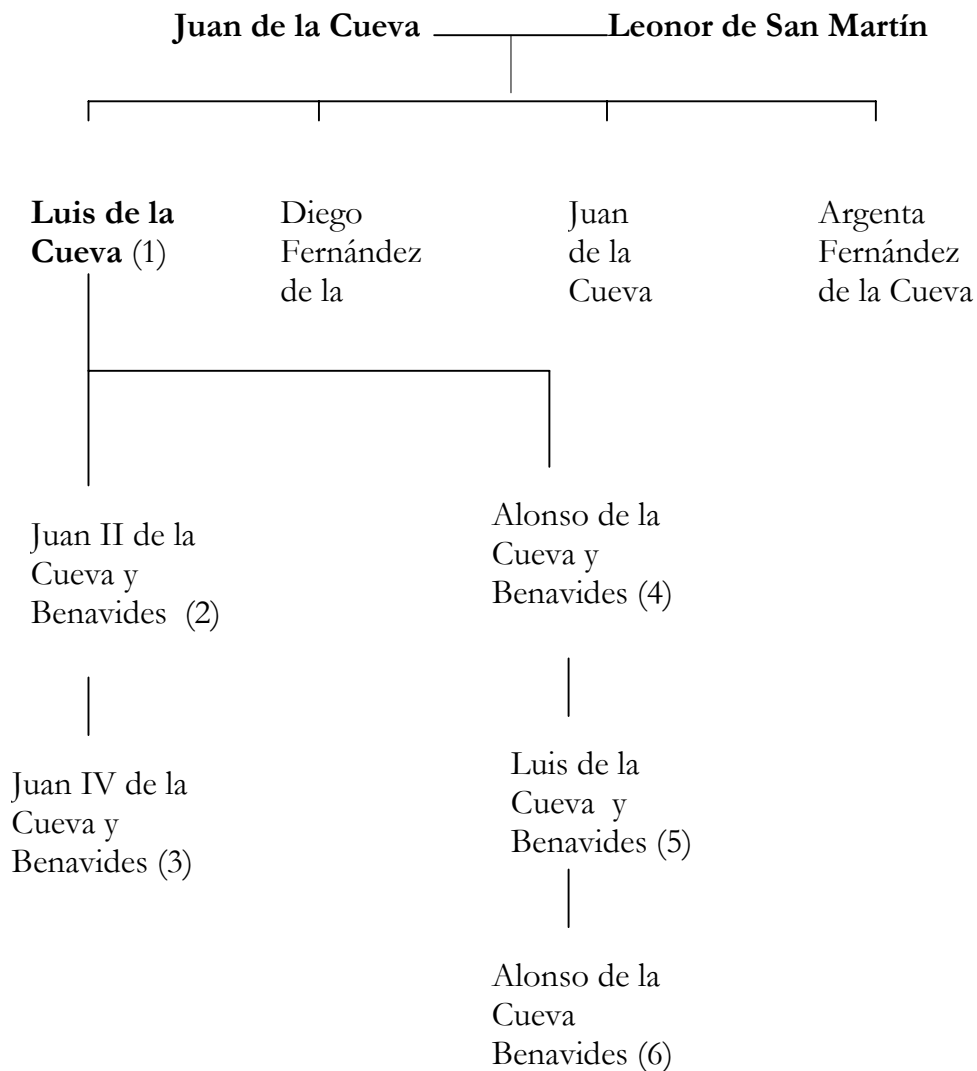 Juan de la Cueva Leonor de San Martín
Luis de la
Cueva (1)
Diego
Fernández
de la
Juan
de la
Cueva
Argenta
Fernández
de la Cueva
Juan II de la
Cueva y
Benavides (2)
Alonso de la
Cueva y
Benavides (4)
Juan IV de la
Cueva y
Benavides (3)
Luis de la
Cueva y
Benavides (5)
Alonso de la
Cueva
Benavides (6)